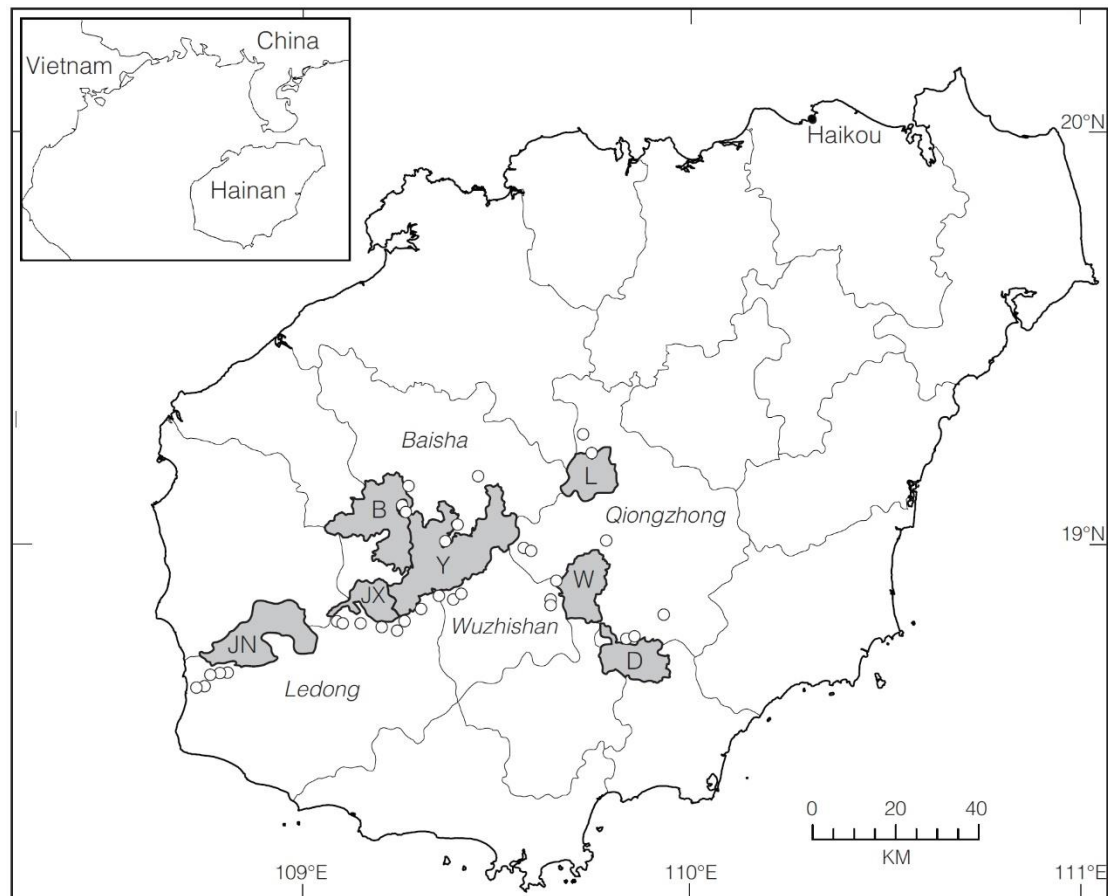 China
Vietnam
Hainan
Haikou
20°N
Baisha
L
B
Qiongzhong
19°N
Y
W
JX
Wuzhishan
JN
D
Ledong
0 20 40
KM
109°E
110°E
111°E